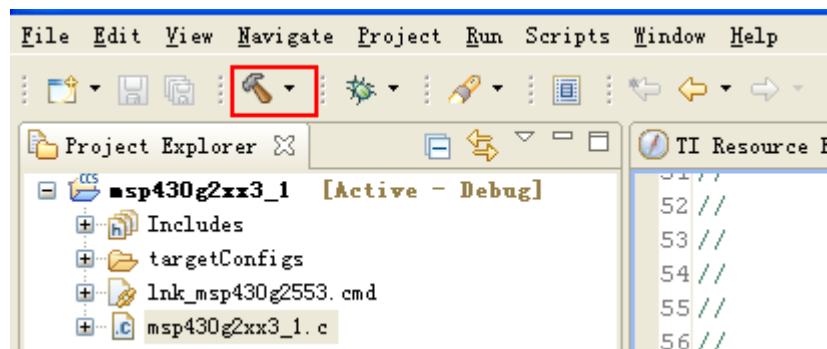 File Edit View Navigate Project Run Scripts Window Help
Project Explorer
TI Resource
msp430g2xx3_1 [Active - Debug]
Includes
targetConfigs
lnk_msp430g2553.cmd
msp430g2xx3_1.c
52 //
53 //
54 //
55 //
56 //